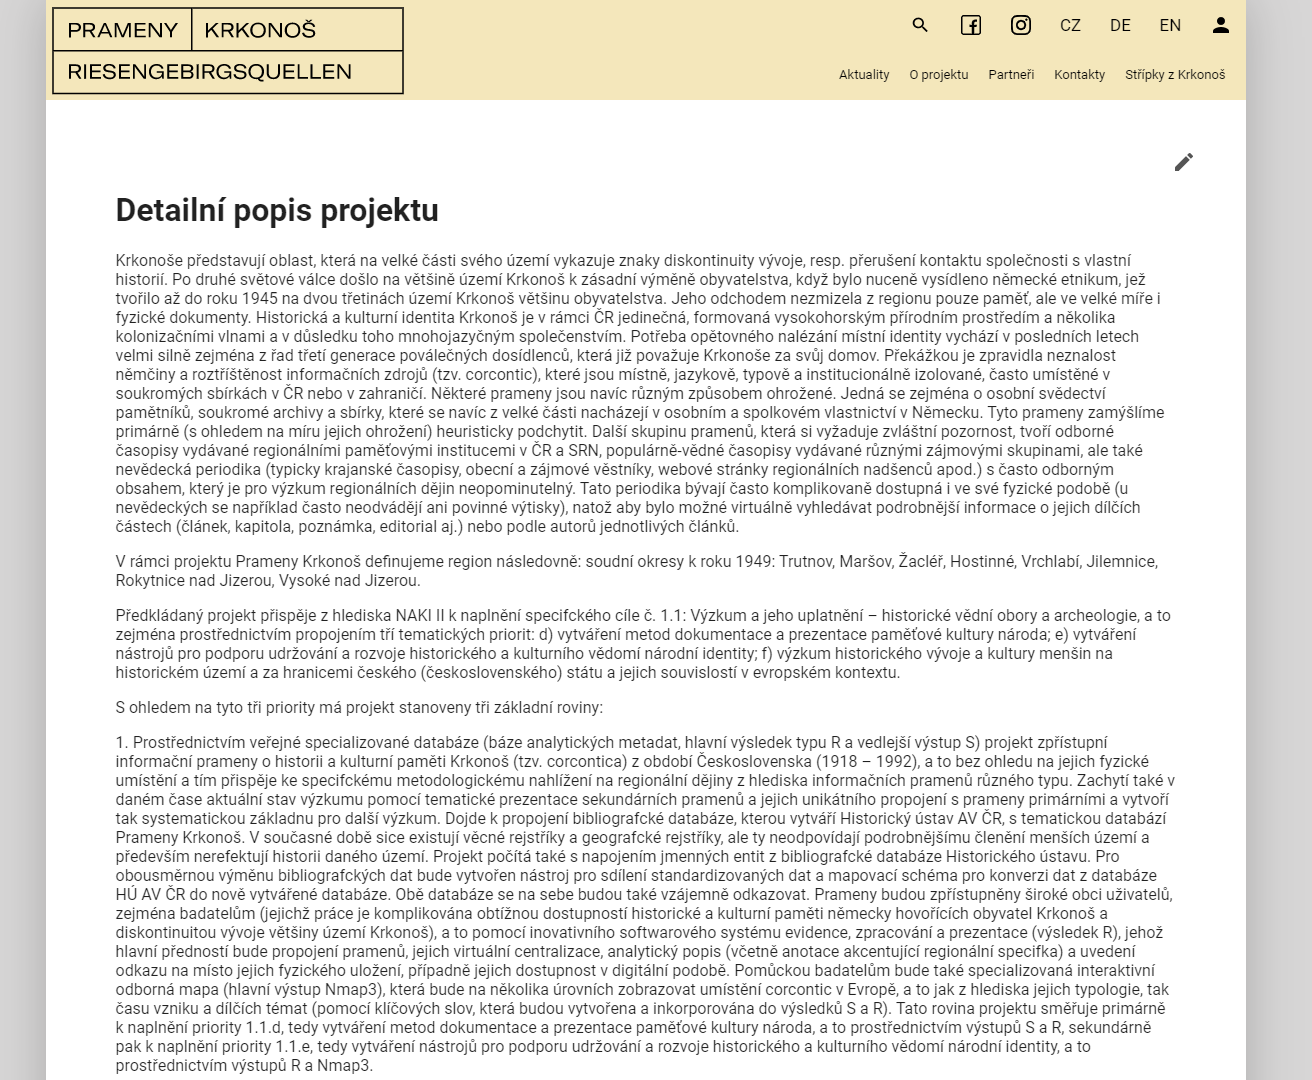 PRAMENY KRKONOŠ
RIESENGEBIRGSQUELLEN
CZ DE EN
Aktuality O projektu Partneři Kontakty Střípky z Krkonoš
Detailní popis projektu
Krkonoše představují oblast, která na velké části svého území vykazuje znaky diskontinuity vývoje, resp. přerušení kontaktu společnosti s vlastní
historií. Po druhé světové válce došlo na většině území Krkonoš k zásadní výměně obyvatelstva, když bylo nuceně vysídleno německé etnikum, jež
tvořilo až do roku 1945 na dvou třetinách území Krkonoš většinu obyvatelstva. Jeho odchodem nezmizela z regionu pouze paměť, ale ve velké míře i
fyzické dokumenty. Historická a kulturní identita Krkonoš je v rámci ČR jedinečná, formovaná vysokohorským přírodním prostředím a několika
kolonizačními vlnami a v důsledku toho mnohojazyčným společenstvím. Potřeba opětovného nalézání místní identity vychází v posledních letech
velmi silně zejména z řad třetí generace poválečných dosídlenců, která již považuje Krkonoše za svůj domov. Překážkou je zpravidla neznalost
němčiny a roztříštěnost informačních zdrojů (tzv. corcontic), které jsou místně, jazykově, typově a institucionálně izolované, často umístěné v
soukromých sbírkách v ČR nebo v zahraničí. Některé prameny jsou navíc různým způsobem ohrožené. Jedná se zejména o osobní svědectví
pamětníků, soukromé archivy a sbírky, které se navíc z velké části nacházejí v osobním a spolkovém vlastnictví v Německu. Tyto prameny zamýšlíme
primárně (s ohledem na míru jejich ohrožení) heuristicky podchytit. Další skupinu pramenů, která si vyžaduje zvláštní pozornost, tvoří odborné
časopisy vydávané regionálními paměťovými institucemi v ČR a SRN, populárně-vědné časopisy vydávané různými zájmovými skupinami, ale také
nevědecká periodika (typicky krajanské časopisy, obecní a zájmové věstníky, webové stránky regionálních nadšenců apod.) s často odborným
obsahem, který je pro výzkum regionálních dějin neopominutelný. Tato periodika bývají často komplikovaně dostupná i ve své fyzické podobě (u
nevědeckých se například často neodvádějí ani povinné výtisky), natož aby bylo možné virtuálně vyhledávat podrobnější informace o jejich dílčích
částech (článek, kapitola, poznámka, editorial aj.) nebo podle autorů jednotlivých článků.
V rámci projektu Prameny Krkonoš definujeme region následovně: soudní okresy k roku 1949: Trutnov, Maršov, Žacléř, Hostinné, Vrchlabí, Jilemnice,
Rokytnice nad Jizerou, Vysoké nad Jizerou.
Předkládaný projekt přispěje z hlediska NAKI II k naplnění specifckého cíle č. 1.1: Výzkum a jeho uplatnění – historické vědní obory a archeologie, a to
zejména prostřednictvím propojením tří tematických priorit: d) vytváření metod dokumentace a prezentace paměťové kultury národa; e) vytváření
nástrojů pro podporu udržování a rozvoje historického a kulturního vědomí národní identity; f) výzkum historického vývoje a kultury menšin na
historickém území a za hranicemi českého (československého) státu a jejich souvislostí v evropském kontextu.
S ohledem na tyto tři priority má projekt stanoveny tři základní roviny:
1. Prostřednictvím veřejné specializované databáze (báze analytických metadat, hlavní výsledek typu R a vedlejší výstup S) projekt zpřístupní
informační prameny o historii a kulturní paměti Krkonoš (tzv. corcontica) z období Československa (1918 – 1992), a to bez ohledu na jejich fyzické
umístění a tím přispěje ke specifckému metodologickému nahlížení na regionální dějiny z hlediska informačních pramenů různého typu. Zachytí také v
daném čase aktuální stav výzkumu pomocí tematické prezentace sekundárních pramenů a jejich unikátního propojení s prameny primárními a vytvoří
tak systematickou základnu pro další výzkum. Dojde k propojení bibliografcké databáze, kterou vytváří Historický ústav AV ČR, s tematickou databází
Prameny Krkonoš. V současné době sice existují věcné rejstříky a geografcké rejstříky, ale ty neodpovídají podrobnějšímu členění menších území a
především nerefektují historii daného území. Projekt počítá také s napojením jmenných entit z bibliografcké databáze Historického ústavu. Pro
obousměrnou výměnu bibliografckých dat bude vytvořen nástroj pro sdílení standardizovaných dat a mapovací schéma pro konverzi dat z databáze
HÚ AV ČR do nově vytvářené databáze. Obě databáze se na sebe budou také vzájemně odkazovat. Prameny budou zpřístupněny široké obci uživatelů,
zejména badatelům (jejichž práce je komplikována obtížnou dostupností historické a kulturní paměti německy hovořících obyvatel Krkonoš a
diskontinuitou vývoje většiny území Krkonoš), a to pomocí inovativního softwarového systému evidence, zpracování a prezentace (výsledek R), jehož
hlavní předností bude propojení pramenů, jejich virtuální centralizace, analytický popis (včetně anotace akcentující regionální specifka) a uvedení
odkazu na místo jejich fyzického uložení, případně jejich dostupnost v digitální podobě. Pomůckou badatelům bude také specializovaná interaktivní
odborná mapa (hlavní výstup Nmap3), která bude na několika úrovních zobrazovat umístění corcontic v Evropě, a to jak z hlediska jejich typologie, tak
času vzniku a dílčích témat (pomocí klíčových slov, která budou vytvořena a inkorporována do výsledků S a R). Tato rovina projektu směřuje primárně
k naplnění priority 1.1.d, tedy vytváření metod dokumentace a prezentace paměťové kultury národa, a to prostřednictvím výstupů S a R, sekundárně
pak k naplnění priority 1.1.e, tedy vytváření nástrojů pro podporu udržování a rozvoje historického a kulturního vědomí národní identity, a to
prostřednictvím výstupů R a Nmap3.